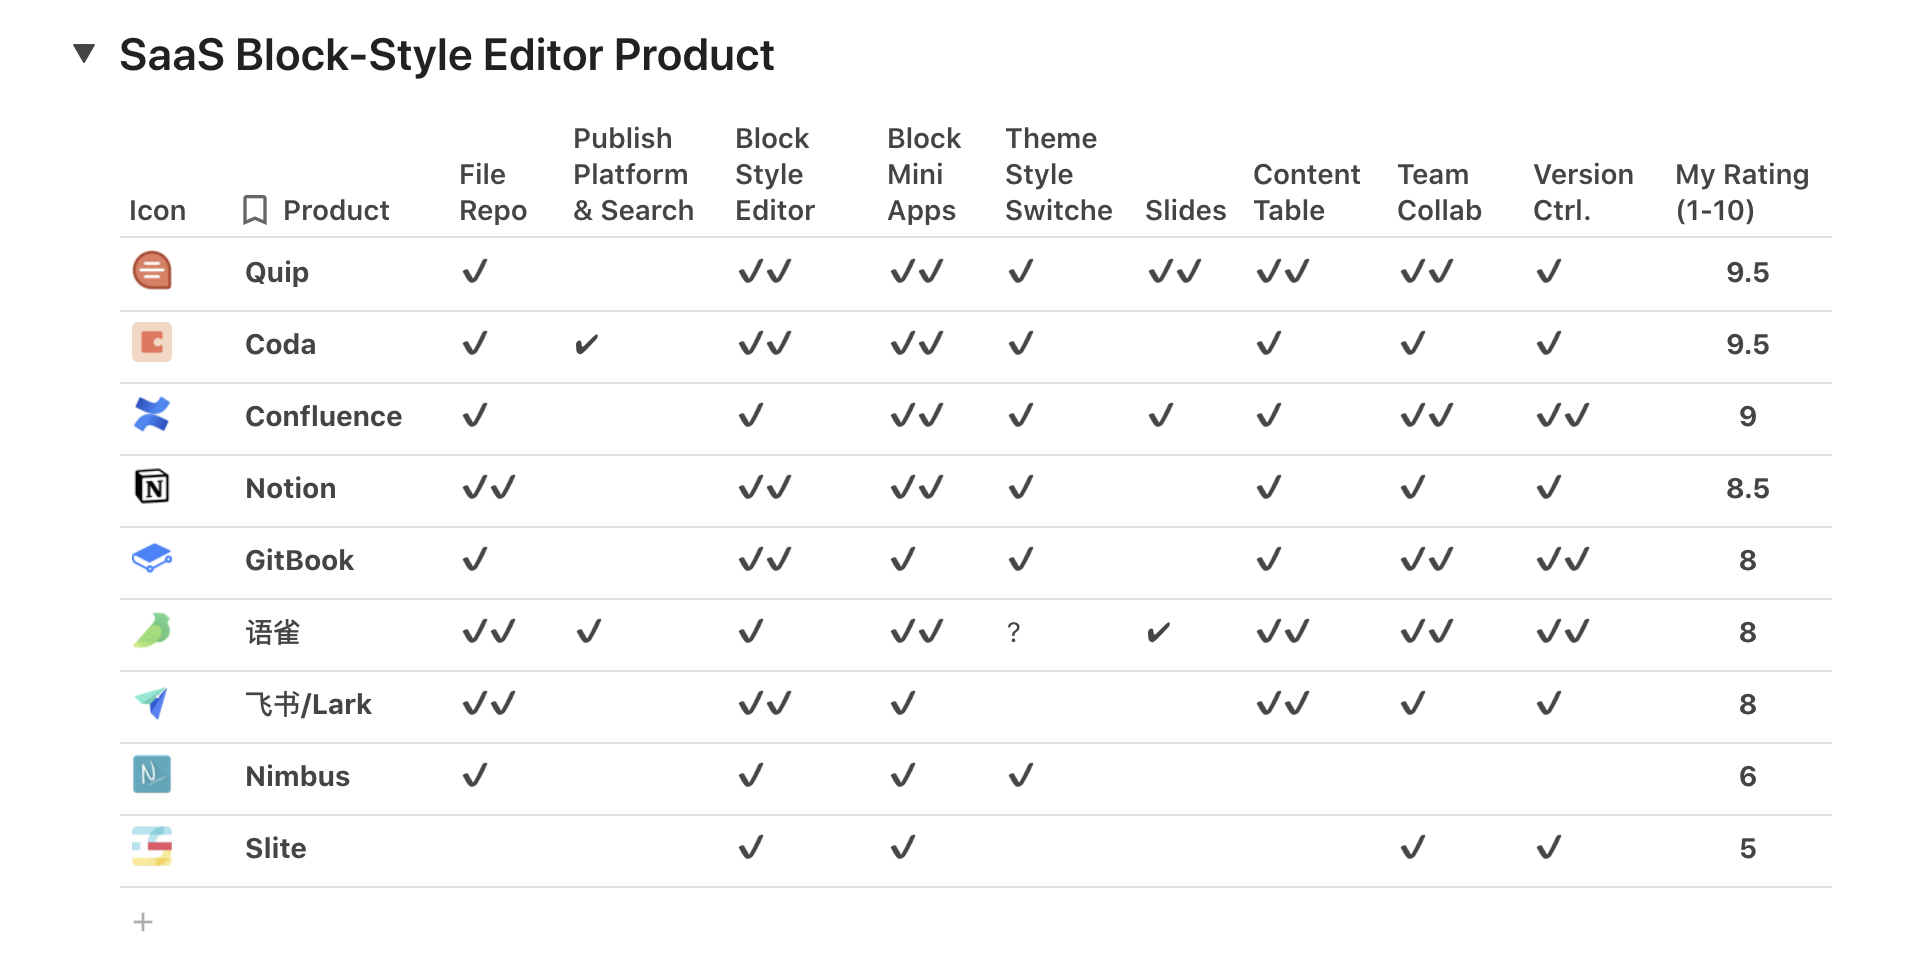 ▼ SaaS Block-Style Editor Product
Icon Product File Repo Publish Platform & Search Block Style Editor Block Mini Apps Theme Style Switche Slides Content Table Team Collab Version Ctrl. My Rating (1-10)
Quip ✓ ✓✓ ✓✓ ✓ ✓✓ ✓✓ ✓✓ ✓ 9.5
Coda ✓ ✔ ✓✓ ✓✓ ✓ ✓ ✓ ✓ 9.5
Confluence ✓ ✓ ✓✓ ✓ ✓ ✓ ✓✓ ✓✓ 9
N Notion ✓✓ ✓✓ ✓✓ ✓ ✓ ✓ ✓ 8.5
GitBook ✓ ✓✓ ✓ ✓ ✓ ✓✓ ✓✓ 8
语雀 ✓✓ ✓ ✓ ✓✓ ? ✔ ✓✓ ✓✓ ✓✓ 8
飞书/Lark ✓✓ ✓✓ ✓ ✓✓ ✓ ✓ 8
N Nimbus ✓ ✓ ✓ ✓ 6
Slite ✓ ✓ ✓ ✓ 5
+